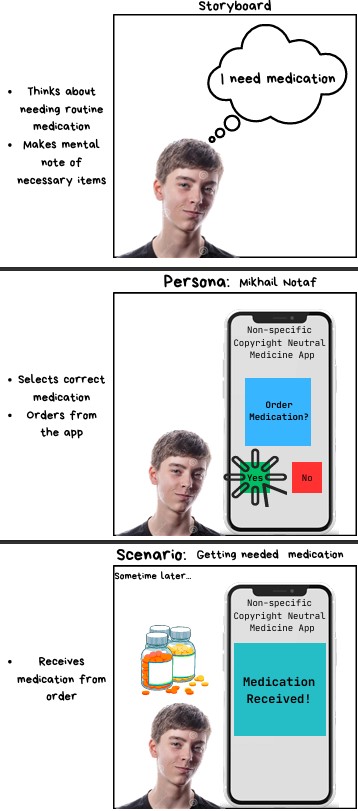 Storyboard
I need medication
• Thinks about
needing routine
medication
• Makes mental
note of
necessary items
Persona: Mikhail Notaf
• Selects correct
medication
• Orders from
the app
Non-specific
Copyright Neutral
Medicine App
Order
Medication?
Yes
No
Scenario: Getting needed medication
Sometime later…
• Receives
medication from
order
Non-specific
Copyright Neutral
Medicine App
Medication
Received!